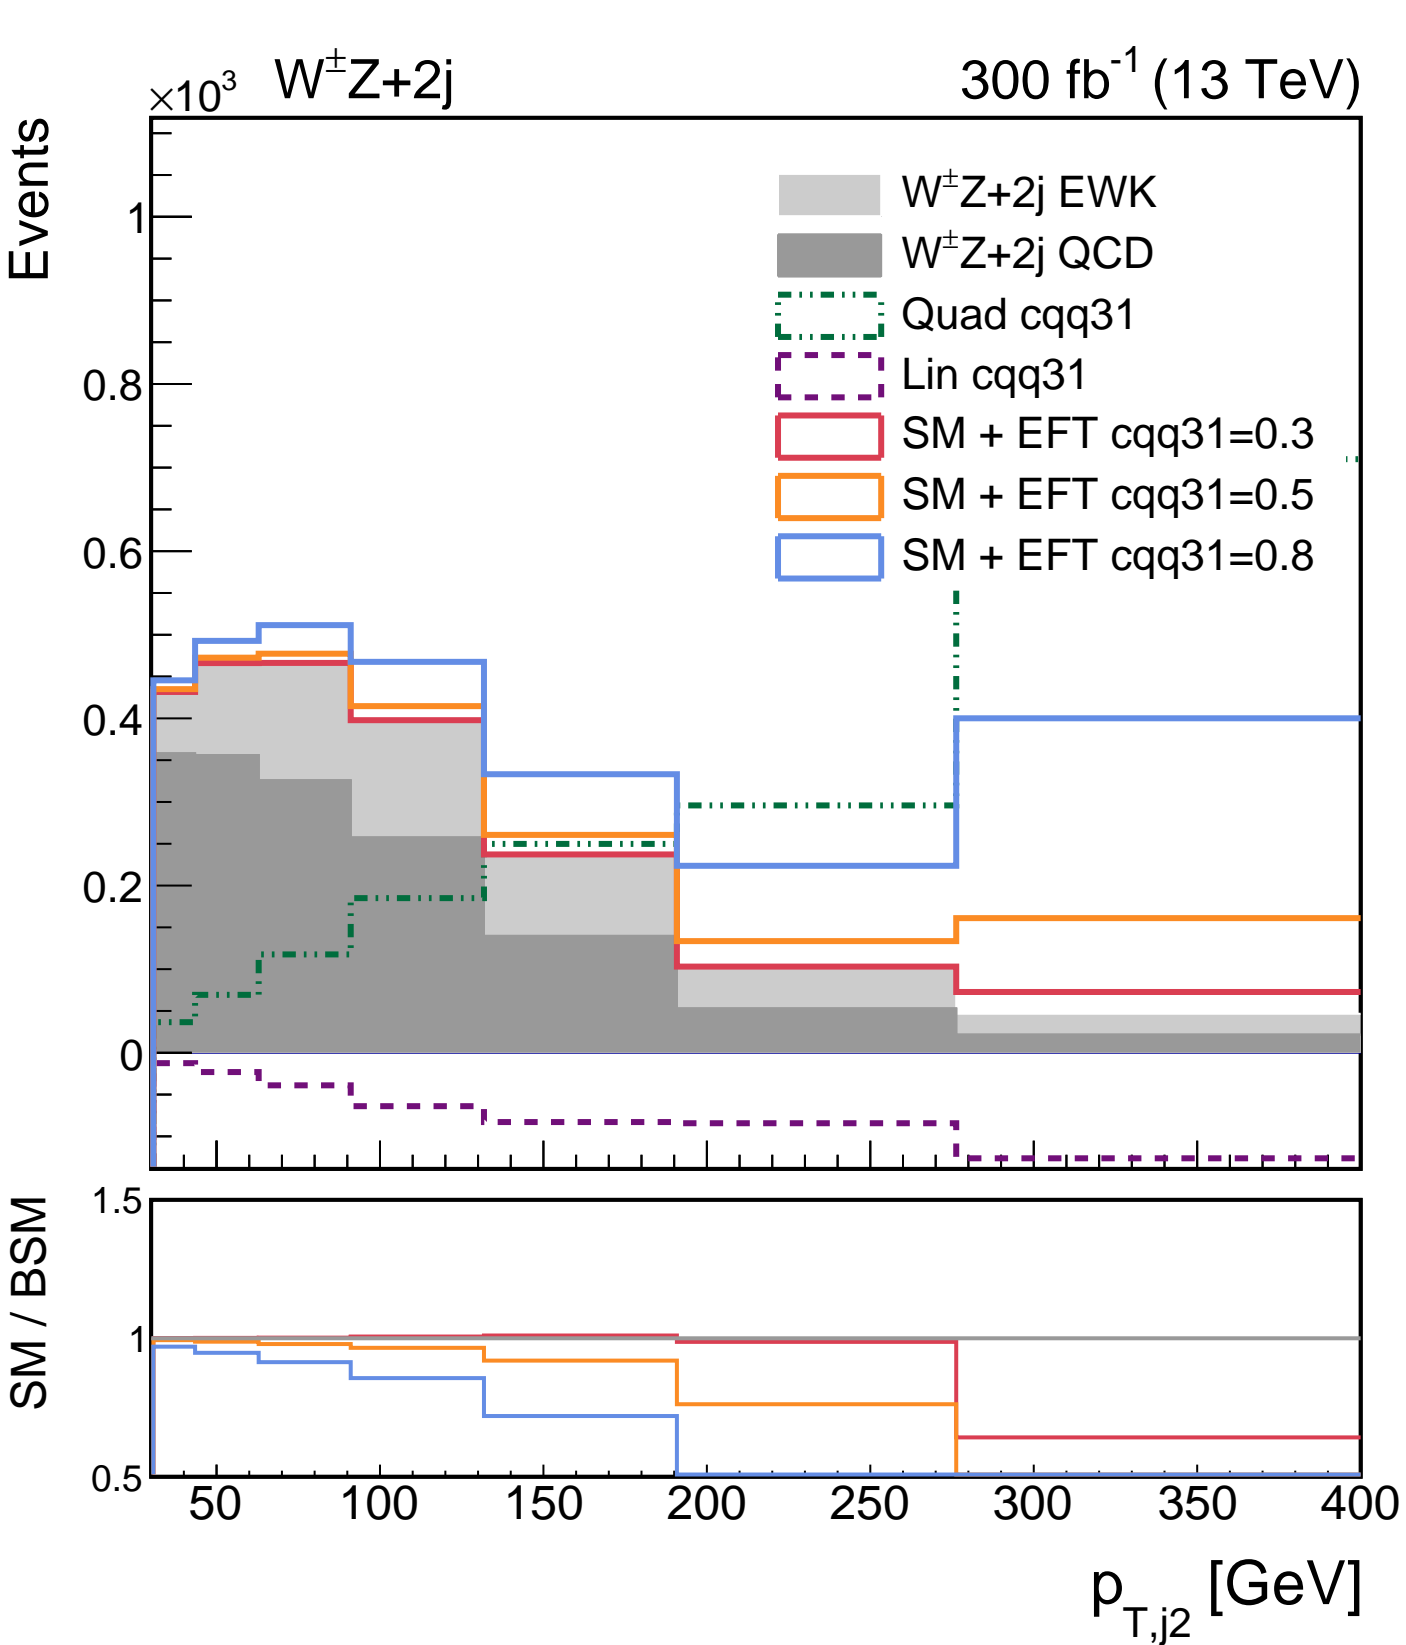 ×10³ W±Z+2j 300 fb⁻¹ (13 TeV)
Events
W±Z+2j EWK
W±Z+2j QCD
Quad cqq31
Lin cqq31
SM + EFT cqq31=0.3
SM + EFT cqq31=0.5
SM + EFT cqq31=0.8
1
0.8
0.6
0.4
0.2
0
SM / BSM
1.5
1
0.5
50 100 150 200 250 300 350 400
p_T,j2 [GeV]